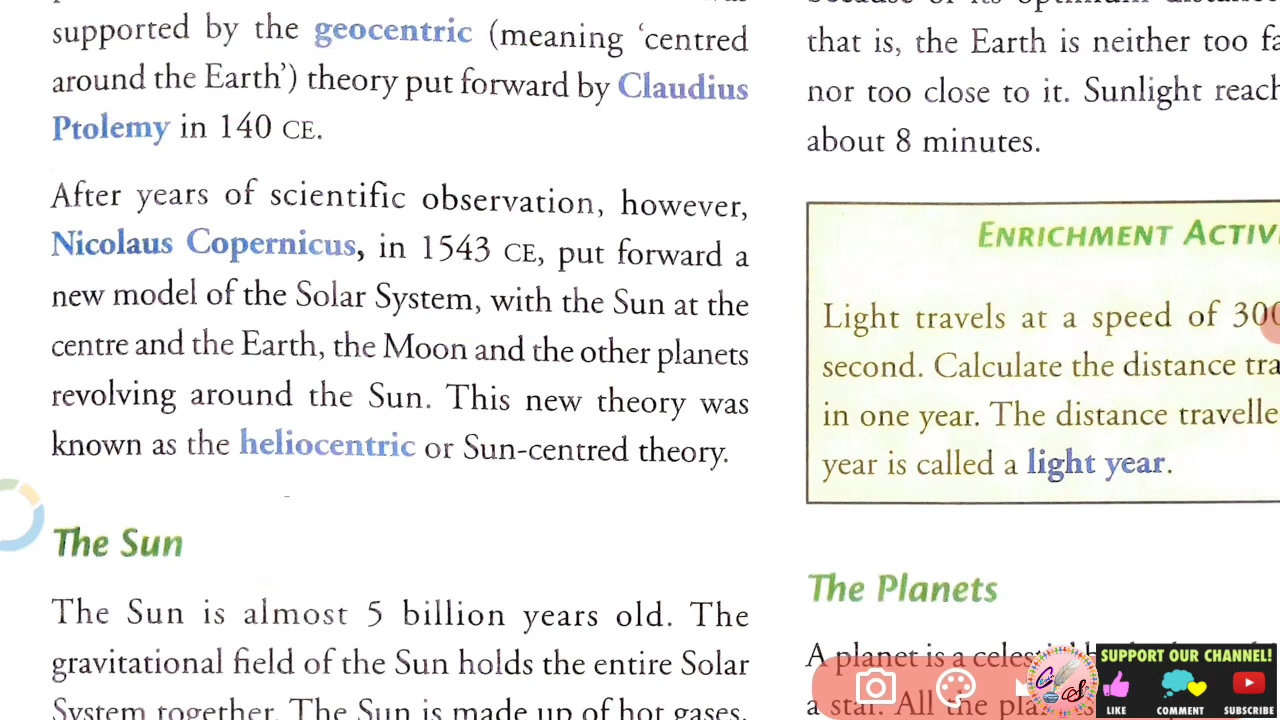 supported by the geocentric (meaning ‘centred
around the Earth’) theory put forward by Claudius
Ptolemy in 140 CE.
After years of scientific observation, however,
Nicolaus Copernicus, in 1543 CE, put forward a
new model of the Solar System, with the Sun at the
centre and the Earth, the Moon and the other planets
revolving around the Sun. This new theory was
known as the heliocentric or Sun-centred theory.
The Sun
The Sun is almost 5 billion years old. The
gravitational field of the Sun holds the entire Solar
System together. The Sun is made up of hot gases.
that is, the Earth is neither too
nor too close to it. Sunlight
about 8 minutes.
ENRICHMENT
Light travels at a speed of
second. Calculate the distance
in one year. The distance
year is called a light year.
The Planets
A planet is a
a star. All the
SUPPORT OUR CHANNEL!
LIKE COMMENT SUBSCRIBE